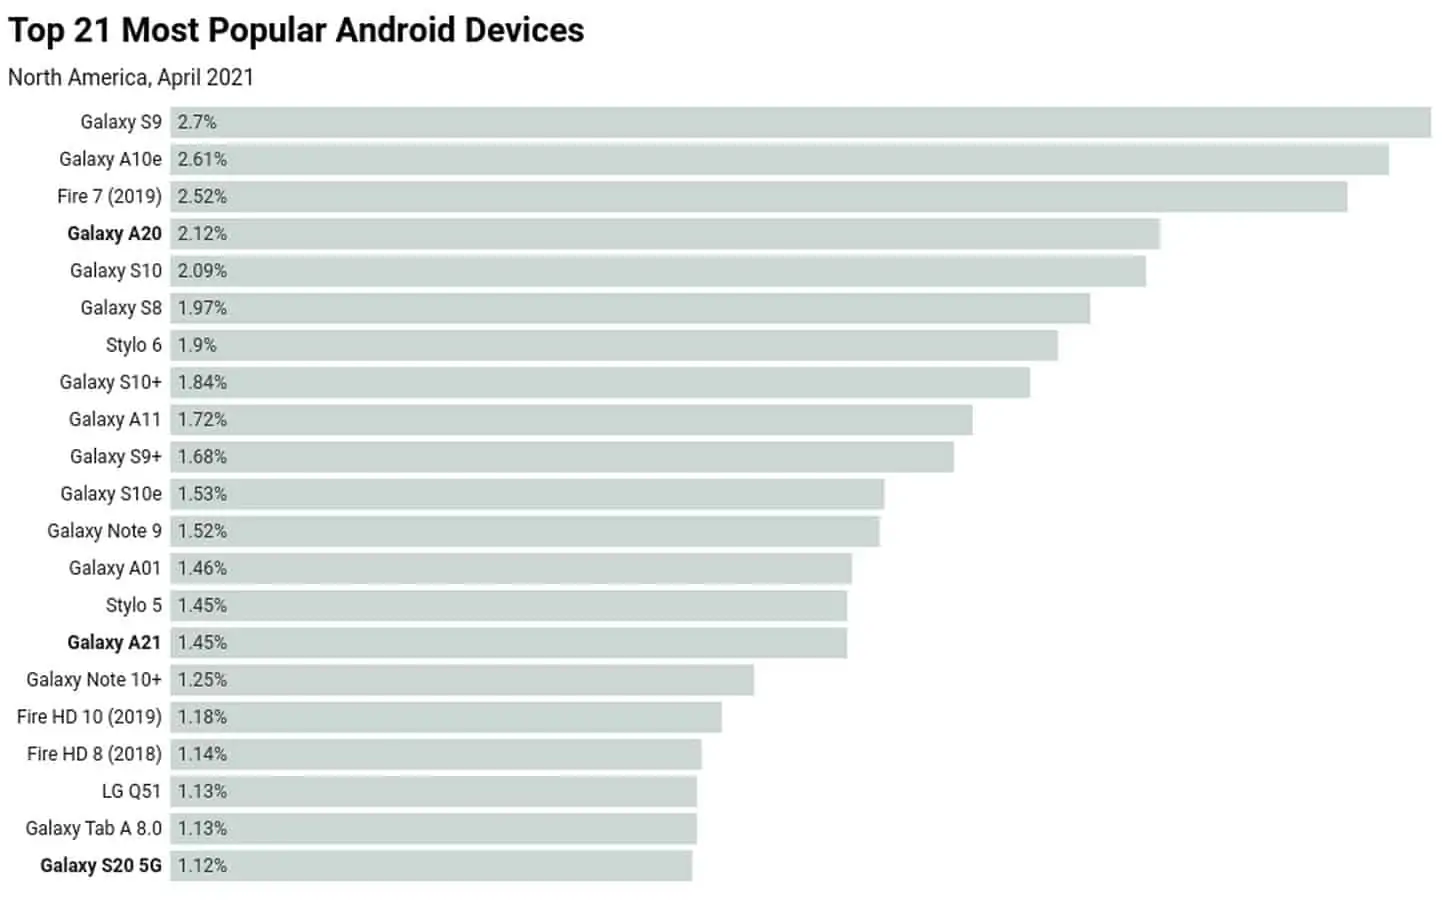 Top 21 Most Popular Android Devices
North America, April 2021
Galaxy S9 2.7%
Galaxy A10e 2.61%
Fire 7 (2019) 2.52%
Galaxy A20 2.12%
Galaxy S10 2.09%
Galaxy S8 1.97%
Stylo 6 1.9%
Galaxy S10+ 1.84%
Galaxy A11 1.72%
Galaxy S9+ 1.68%
Galaxy S10e 1.53%
Galaxy Note 9 1.52%
Galaxy A01 1.46%
Stylo 5 1.45%
Galaxy A21 1.45%
Galaxy Note 10+ 1.25%
Fire HD 10 (2019) 1.18%
Fire HD 8 (2018) 1.14%
LG Q51 1.13%
Galaxy Tab A 8.0 1.13%
Galaxy S20 5G 1.12%